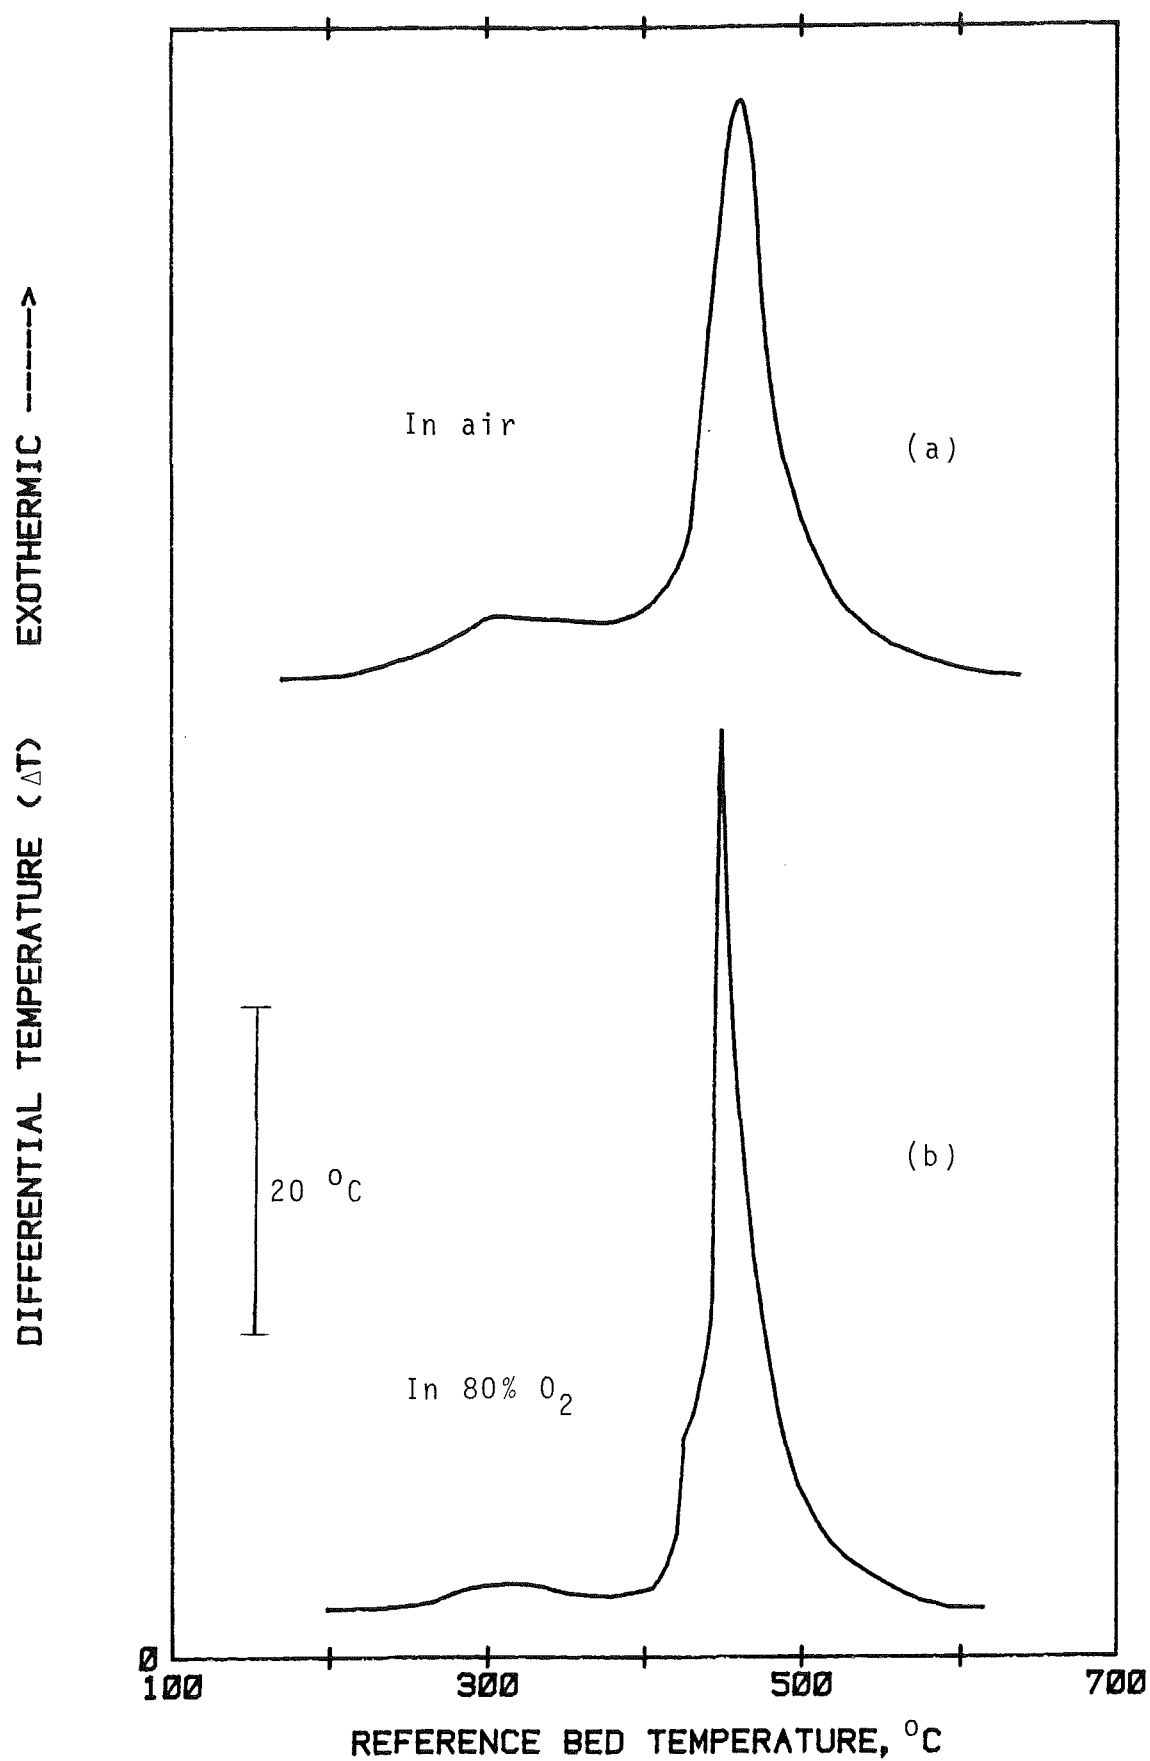 DIFFERENTIAL TEMPERATURE (ΔT) EXOTHERMIC ----->
In air
(a)
(b)
20 °C
In 80% O₂
0
100 300 500 700
REFERENCE BED TEMPERATURE, °C